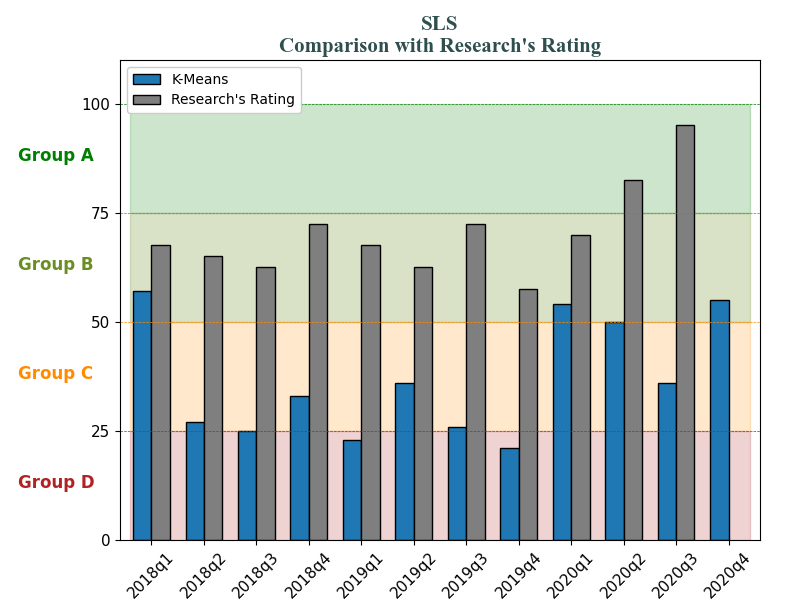 SLS
Comparison with Research's Rating
K-Means
Research's Rating
100
Group A
75
Group B
50
Group C
25
Group D
0
2018q1
2018q2
2018q3
2018q4
2019q1
2019q2
2019q3
2019q4
2020q1
2020q2
2020q3
2020q4